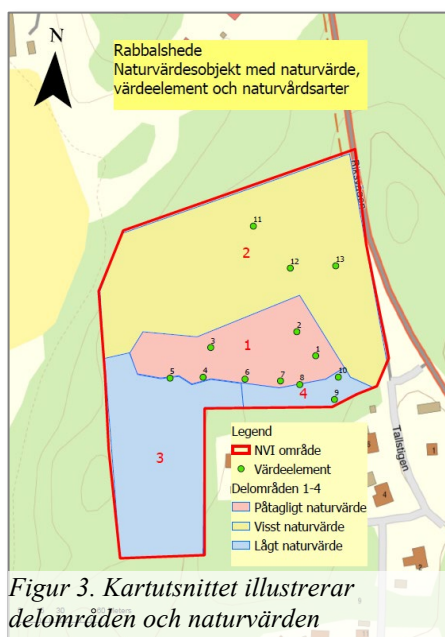 N
Rabbalshede
Naturvärdesobjekt med naturvärde,
värdeelement och naturvårdsarter
11
2
12
13
2
3
1
1
5
4
6
7
8
10
4
9
3
Tallstigen
8
4
5
Legend
NVI område
Värdeelement
Delområden 1-4
Påtagligt naturvärde
Visst naturvärde
Lågt naturvärde
Figur 3. Kartutsnittet illustrerar
delområden och naturvärden